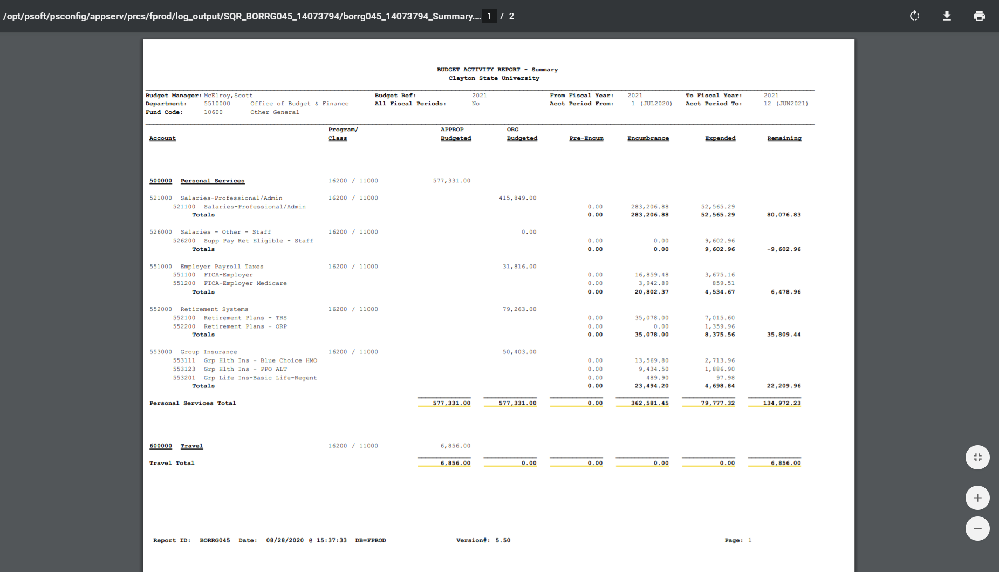 /opt/psoft/psconfig/appserv/prcs/fprod/log_output/SQR_BORRG045_14073794/borrg045_14073794_Summary.... 1 / 2
BUDGET ACTIVITY REPORT - Summary
Clayton State University
Budget Manager: McElroy,Scott Budget Ref: 2021 From Fiscal Year: 2021 To Fiscal Year: 2021
Department: 5510000 Office of Budget & Finance All Fiscal Periods: No Acct Period From: 1 (JUL2020) Acct Period To: 12 (JUN2021)
Fund Code: 10600 Other General
Program/ APPROP ORG
Account Class Budgeted Budgeted Pre-Encum Encumbrance Expended Remaining
500000 Personal Services 16200 / 11000 577,331.00
521000 Salaries-Professional/Admin 16200 / 11000 415,849.00
521100 Salaries-Professional/Admin 0.00 283,206.88 52,565.29
Totals 0.00 283,206.88 52,565.29 80,076.83
526000 Salaries - Other - Staff 16200 / 11000 0.00
526200 Supp Pay Ret Eligible - Staff 0.00 0.00 9,602.96
Totals 0.00 0.00 9,602.96 -9,602.96
551000 Employer Payroll Taxes 16200 / 11000 31,816.00
551100 FICA-Employer 0.00 16,859.48 3,675.16
551200 FICA-Employer Medicare 0.00 3,942.89 859.51
Totals 0.00 20,802.37 4,534.67 6,478.96
552000 Retirement Systems 16200 / 11000 79,263.00
552100 Retirement Plans - TRS 0.00 35,078.00 7,015.60
552200 Retirement Plans - ORP 0.00 0.00 1,359.96
Totals 0.00 35,078.00 8,375.56 35,809.44
553000 Group Insurance 16200 / 11000 50,403.00
553111 Grp Hlth Ins - Blue Choice HMO 0.00 13,569.80 2,713.96
553123 Grp Hlth Ins - PPO ALT 0.00 9,434.50 1,886.90
553201 Grp Life Ins-Basic Life-Regent 0.00 489.90 97.98
Totals 0.00 23,494.20 4,698.84 22,209.96
Personal Services Total 577,331.00 577,331.00 0.00 362,581.45 79,777.32 134,972.23
600000 Travel 16200 / 11000 6,856.00
Travel Total 6,856.00 0.00 0.00 0.00 0.00 6,856.00
Report ID: BORRG045 Date: 08/28/2020 @ 15:37:33 DB=FPROD Version#: 5.50 Page: 1